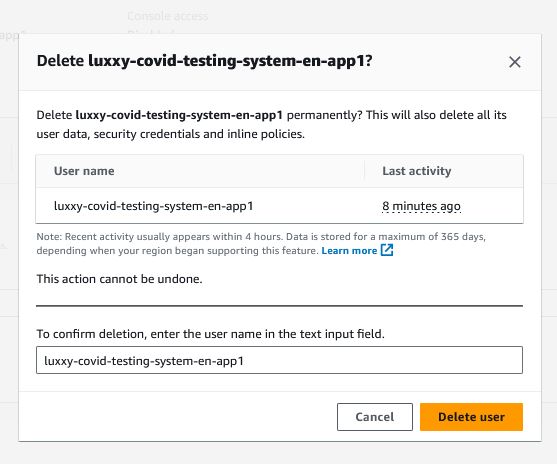 Console access
Disabled
app1
Delete luxxy-covid-testing-system-en-app1?
Delete luxxy-covid-testing-system-en-app1 permanently? This will also delete all its
user data, security credentials and inline policies.
User name Last activity
luxxy-covid-testing-system-en-app1 8 minutes ago
Note: Recent activity usually appears within 4 hours. Data is stored for a maximum of 365 days,
depending when your region began supporting this feature. Learn more
This action cannot be undone.
To confirm deletion, enter the user name in the text input field.
luxxy-covid-testing-system-en-app1
Cancel Delete user